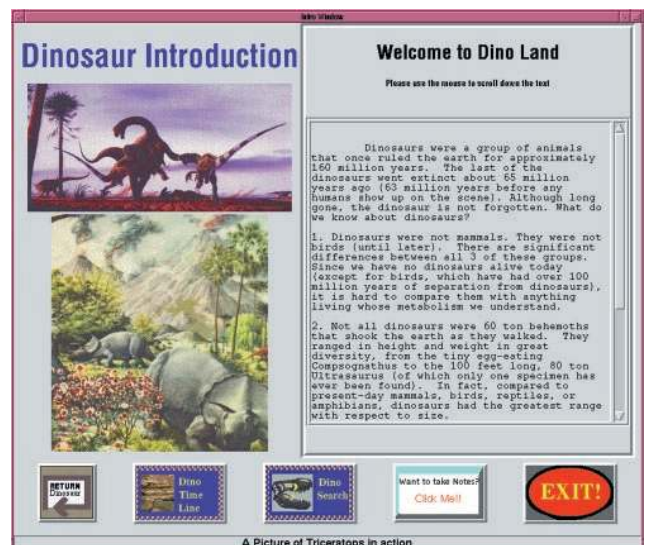 Intro Window
Dinosaur Introduction
Welcome to Dino Land
Please use the mouse to scroll down the text
Dinosaurs were a group of animals
that once ruled the earth for approximately
160 million years. The last of the
dinosaurs went extinct about 65 million
years ago (63 million years before any
humans show up on the scene). Although long
gone, the dinosaur is not forgotten. What do
we know about dinosaurs?
1. Dinosaurs were not mammals. They were not
birds (until later). There are significant
differences between all 3 of these groups.
Since we have no dinosaurs alive today
(except for birds, which have had over 100
million years of separation from dinosaurs),
it is hard to compare them with anything
living whose metabolism we understand.
2. Not all dinosaurs were 60 ton behemoths
that shook the earth as they walked. They
ranged in height and weight in great
diversity, from the tiny egg-eating
Compsognathus to the 100 feet long, 80 ton
Ultrasaurus (of which only one specimen has
ever been found). In fact, compared to
present-day mammals, birds, reptiles, or
amphibians, dinosaurs had the greatest range
with respect to size.
RETURN
Dinosaur
Dino
Time
Line
Dino
Search
Want to take Notes?
Click Me!!
EXIT!
A Picture of Triceratops in action